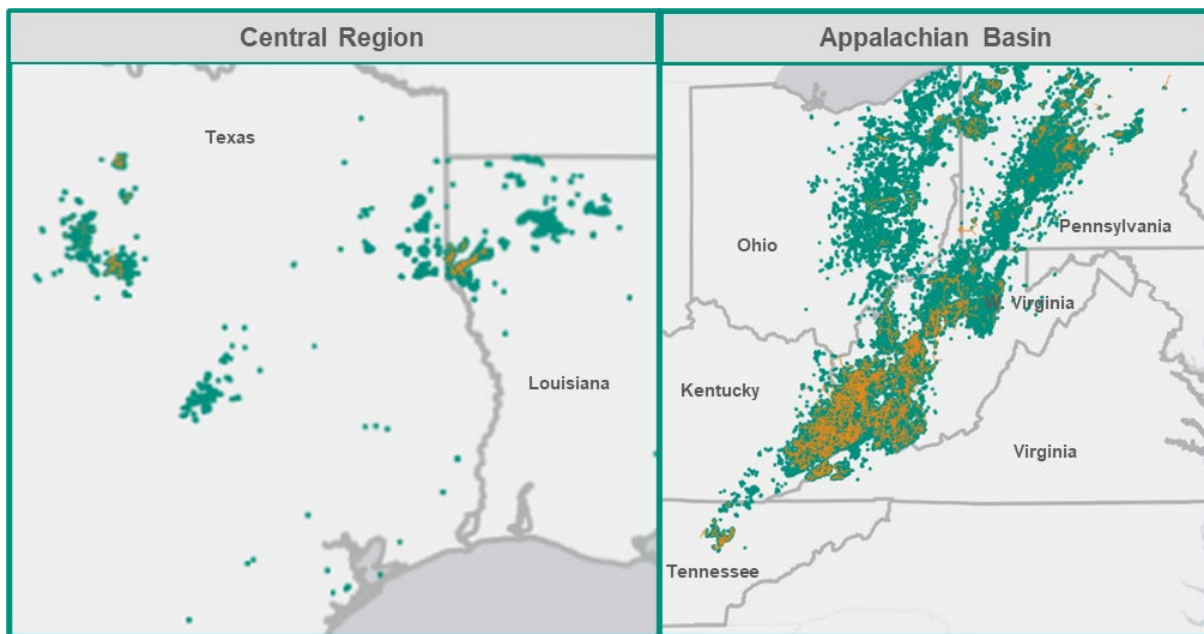 Central Region
Appalachian Basin
Texas
Louisiana
Ohio
Pennsylvania
W. Virginia
Kentucky
Virginia
Tennessee